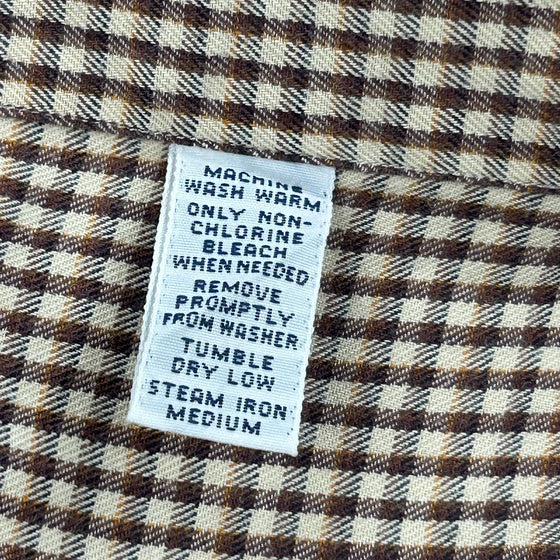 MACHINE
WASH WARM
ONLY NON-
CHLORINE
BLEACH
WHEN NEEDED
REMOVE
PROMPTLY
FROM WASHER
TUMBLE
DRY LOW
STEAM IRON
MEDIUM